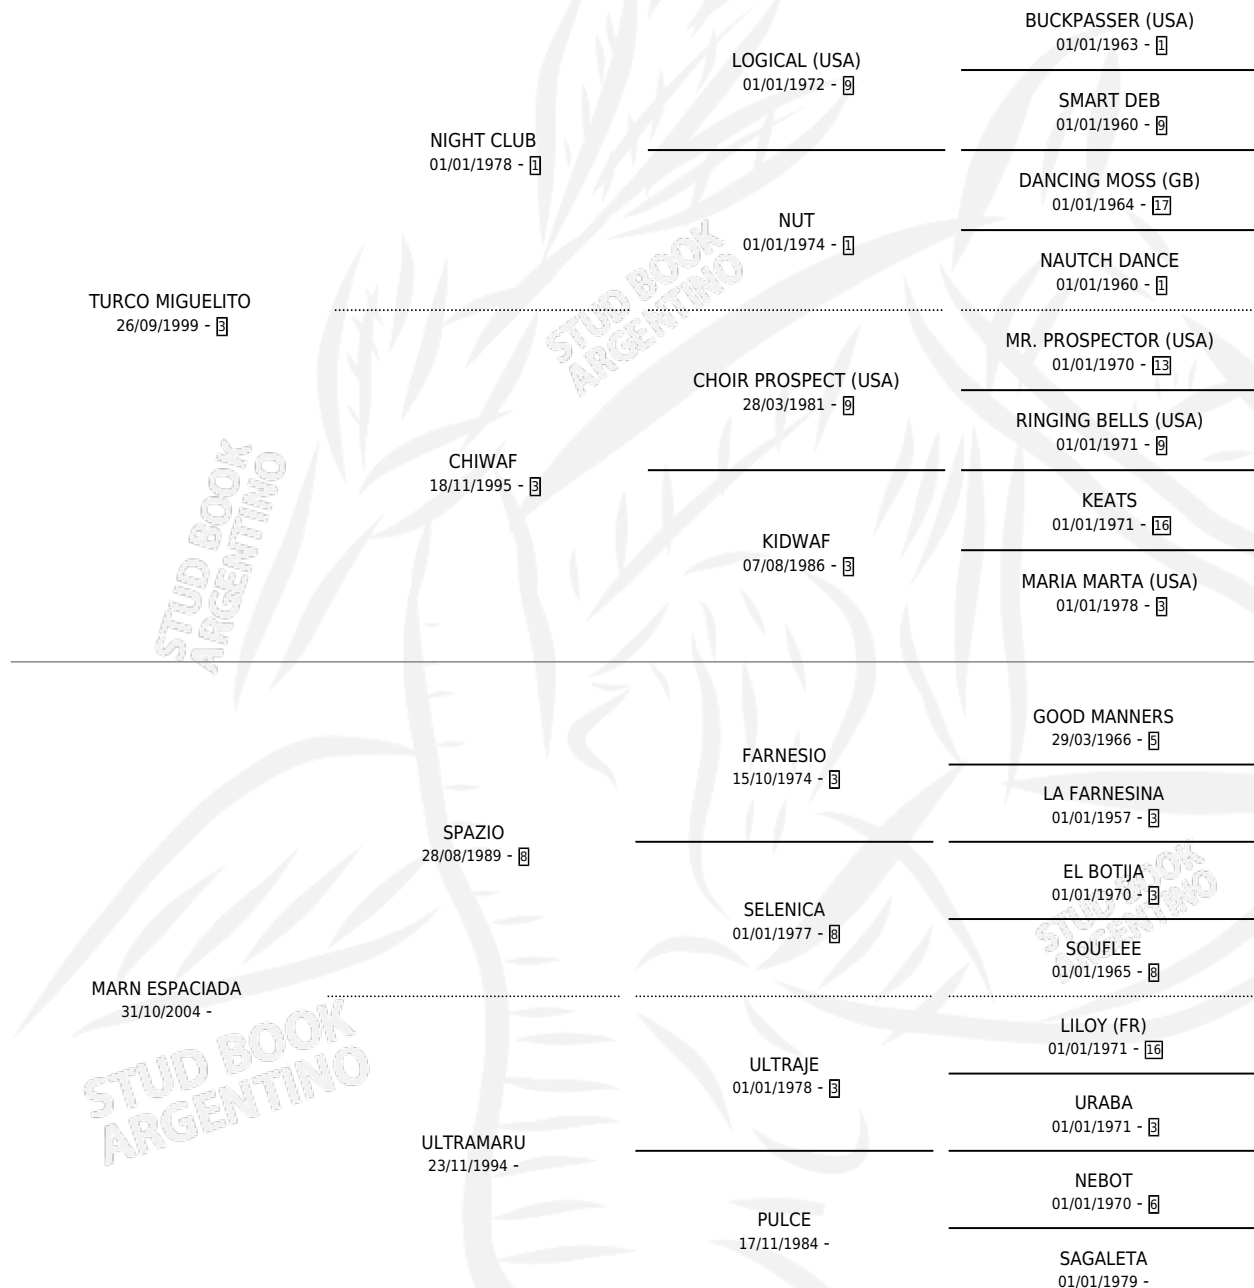 BUCKPASSER (USA)
01/01/1963 - 1
LOGICAL (USA)
01/01/1972 - 9
SMART DEB
01/01/1960 - 9
NIGHT CLUB
01/01/1978 - 1
DANCING MOSS (GB)
01/01/1964 - 17
NUT
01/01/1974 - 1
NAUTCH DANCE
01/01/1960 - 1
TURCO MIGUELITO
26/09/1999 - 3
MR. PROSPECTOR (USA)
01/01/1970 - 13
CHOIR PROSPECT (USA)
28/03/1981 - 9
RINGING BELLS (USA)
01/01/1971 - 9
CHIWAF
18/11/1995 - 3
KEATS
01/01/1971 - 16
KIDWAF
07/08/1986 - 3
MARIA MARTA (USA)
01/01/1978 - 3
GOOD MANNERS
29/03/1966 - 5
FARNESIO
15/10/1974 - 3
LA FARNESINA
01/01/1957 - 3
SPAZIO
28/08/1989 - 8
EL BOTIJA
01/01/1970 - 3
SELENICA
01/01/1977 - 8
SOUFLEE
01/01/1965 - 8
MARN ESPACIADA
31/10/2004 -
LILOY (FR)
01/01/1971 - 16
ULTRAJE
01/01/1978 - 3
URABA
01/01/1971 - 3
ULTRAMARU
23/11/1994 -
NEBOT
01/01/1970 - 6
PULCE
17/11/1984 -
SAGALETA
01/01/1979 -
STUD BOOK
ARGENTINO
STUD BOOK
ARGENTINO
STUD BOOK
ARGENTINO
STUD BOOK
ARGENTINO